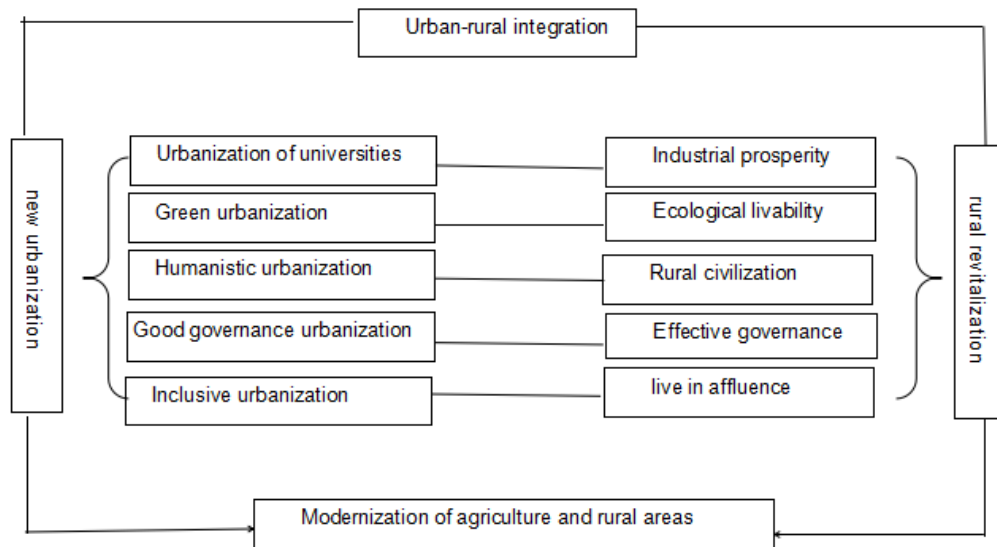 Urban-rural integration
new urbanization
Urbanization of universities
Industrial prosperity
Green urbanization
Ecological livability
Humanistic urbanization
Rural civilization
Good governance urbanization
Effective governance
Inclusive urbanization
live in affluence
rural revitalization
Modernization of agriculture and rural areas